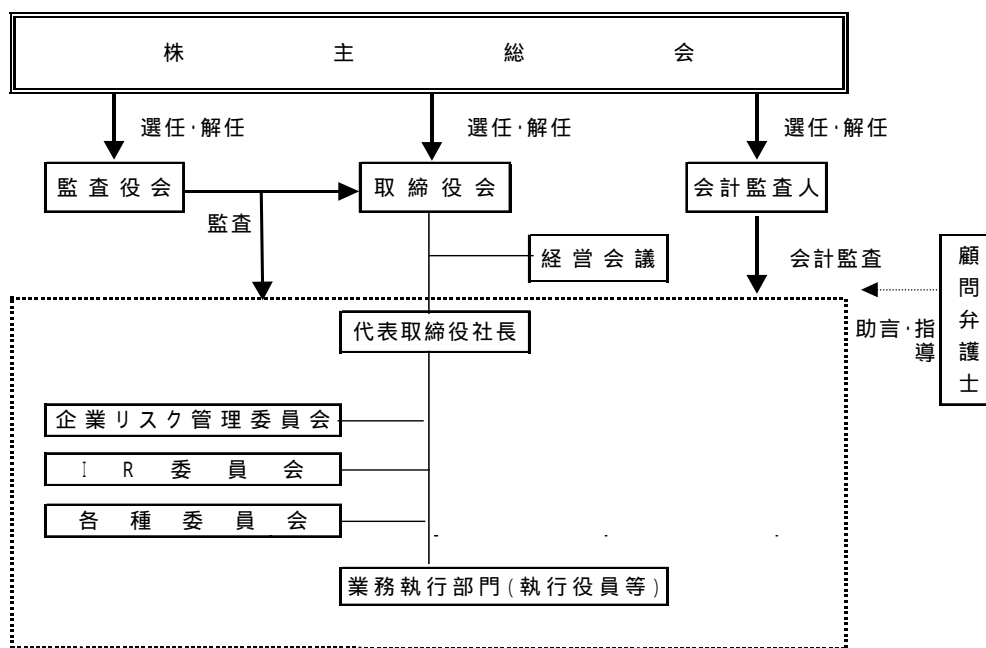 株主総会
選任・解任
選任・解任
選任・解任
監査役会
取締役会
会計監査人
監査
経営会議
会計監査
顧問弁護士
代表取締役社長
助言・指導
企業リスク管理委員会
IR委員会
各種委員会
業務執行部門(執行役員等)